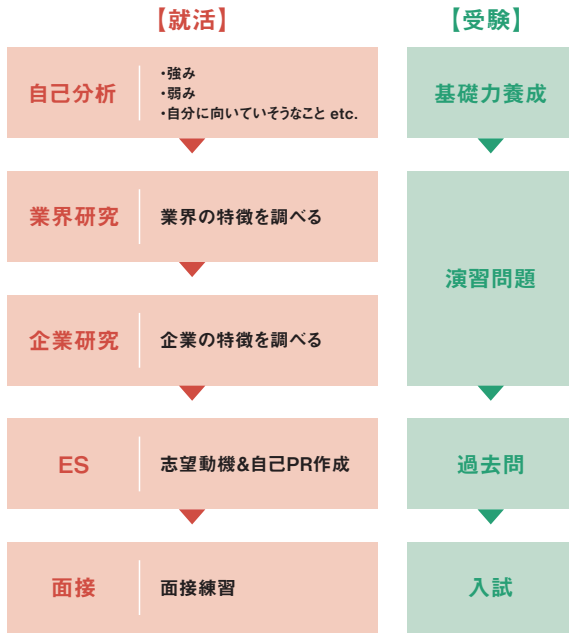 【就活】
自己分析
・強み
・弱み
・自分に向いていそうなこと etc.
業界研究
業界の特徴を調べる
企業研究
企業の特徴を調べる
ES
志望動機&自己PR作成
面接
面接練習
【受験】
基礎力養成
演習問題
過去問
入試